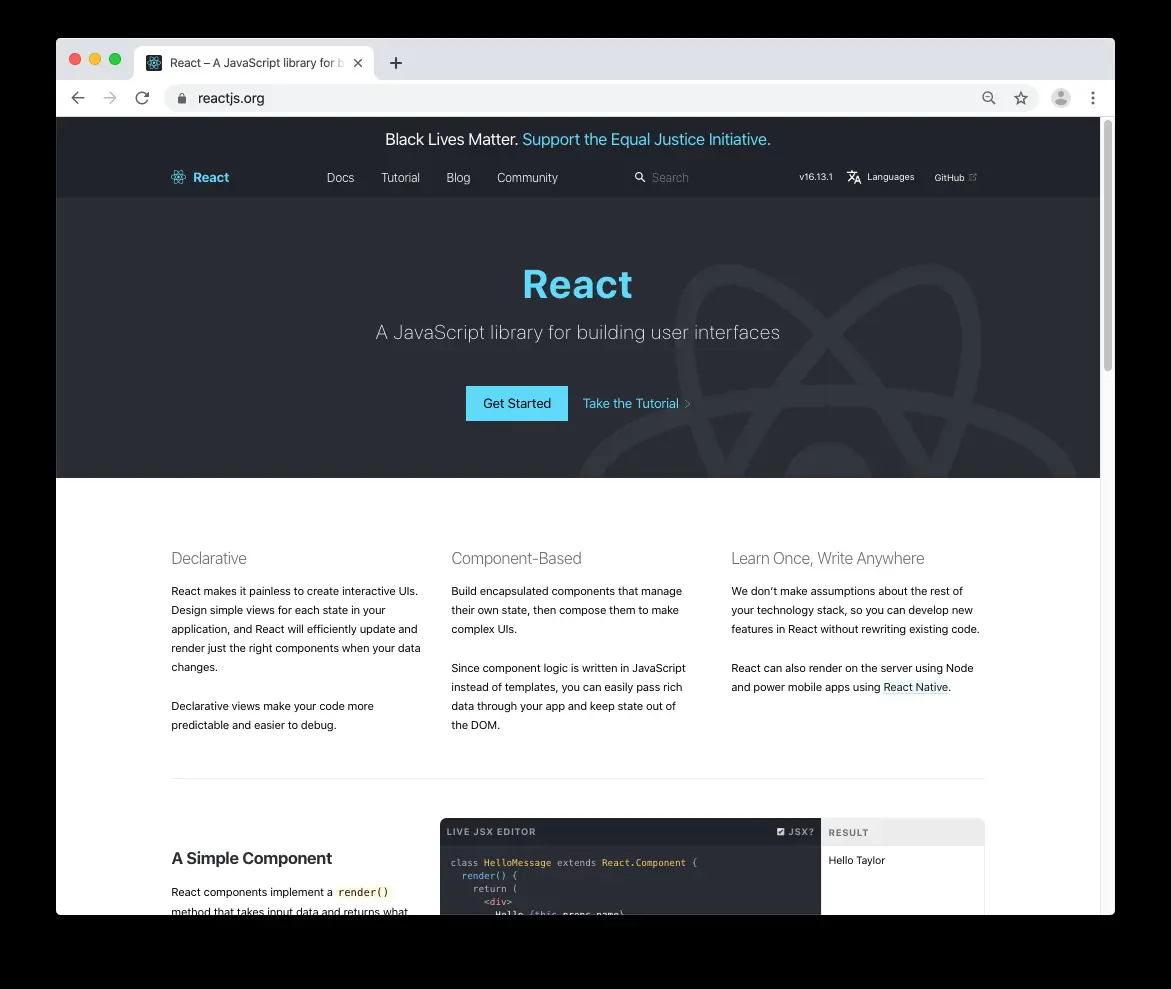 React – A JavaScript library for b
reactjs.org
Black Lives Matter. Support the Equal Justice Initiative.
React Docs Tutorial Blog Community Search v16.13.1 Languages GitHub
React
A JavaScript library for building user interfaces
Get Started Take the Tutorial
Declarative
React makes it painless to create interactive UIs.
Design simple views for each state in your
application, and React will efficiently update and
render just the right components when your data
changes.
Declarative views make your code more
predictable and easier to debug.
Component-Based
Build encapsulated components that manage
their own state, then compose them to make
complex UIs.
Since component logic is written in JavaScript
instead of templates, you can easily pass rich
data through your app and keep state out of
the DOM.
Learn Once, Write Anywhere
We don't make assumptions about the rest of
your technology stack, so you can develop new
features in React without rewriting existing code.
React can also render on the server using Node
and power mobile apps using React Native.
A Simple Component
React components implement a render()
method that takes input data and returns what
LIVE JSX EDITOR JSX?
class HelloMessage extends React.Component {
render() {
return (
<div>
Hello {this.props.name}
RESULT
Hello Taylor